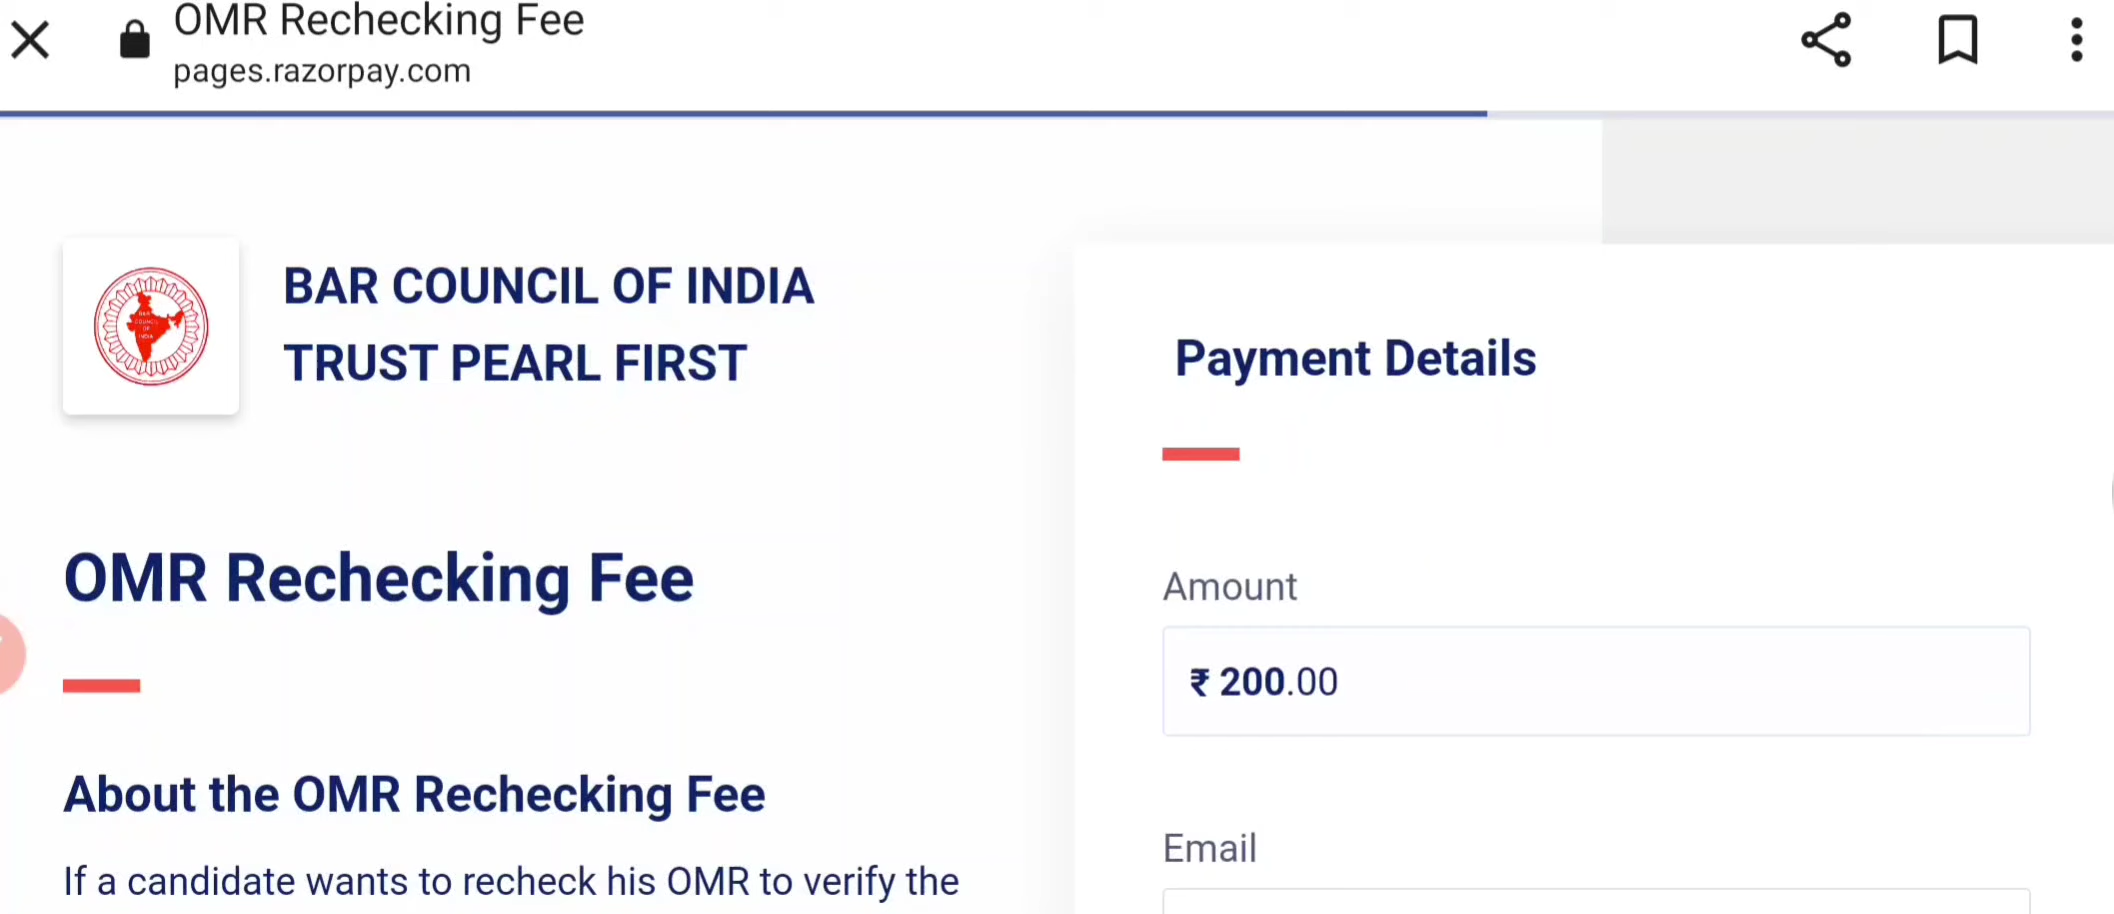 OMR Rechecking Fee
pages.razorpay.com
BAR COUNCIL OF INDIA
TRUST PEARL FIRST
OMR Rechecking Fee
About the OMR Rechecking Fee
If a candidate wants to recheck his OMR to verify the
Payment Details
Amount
₹ 200.00
Email